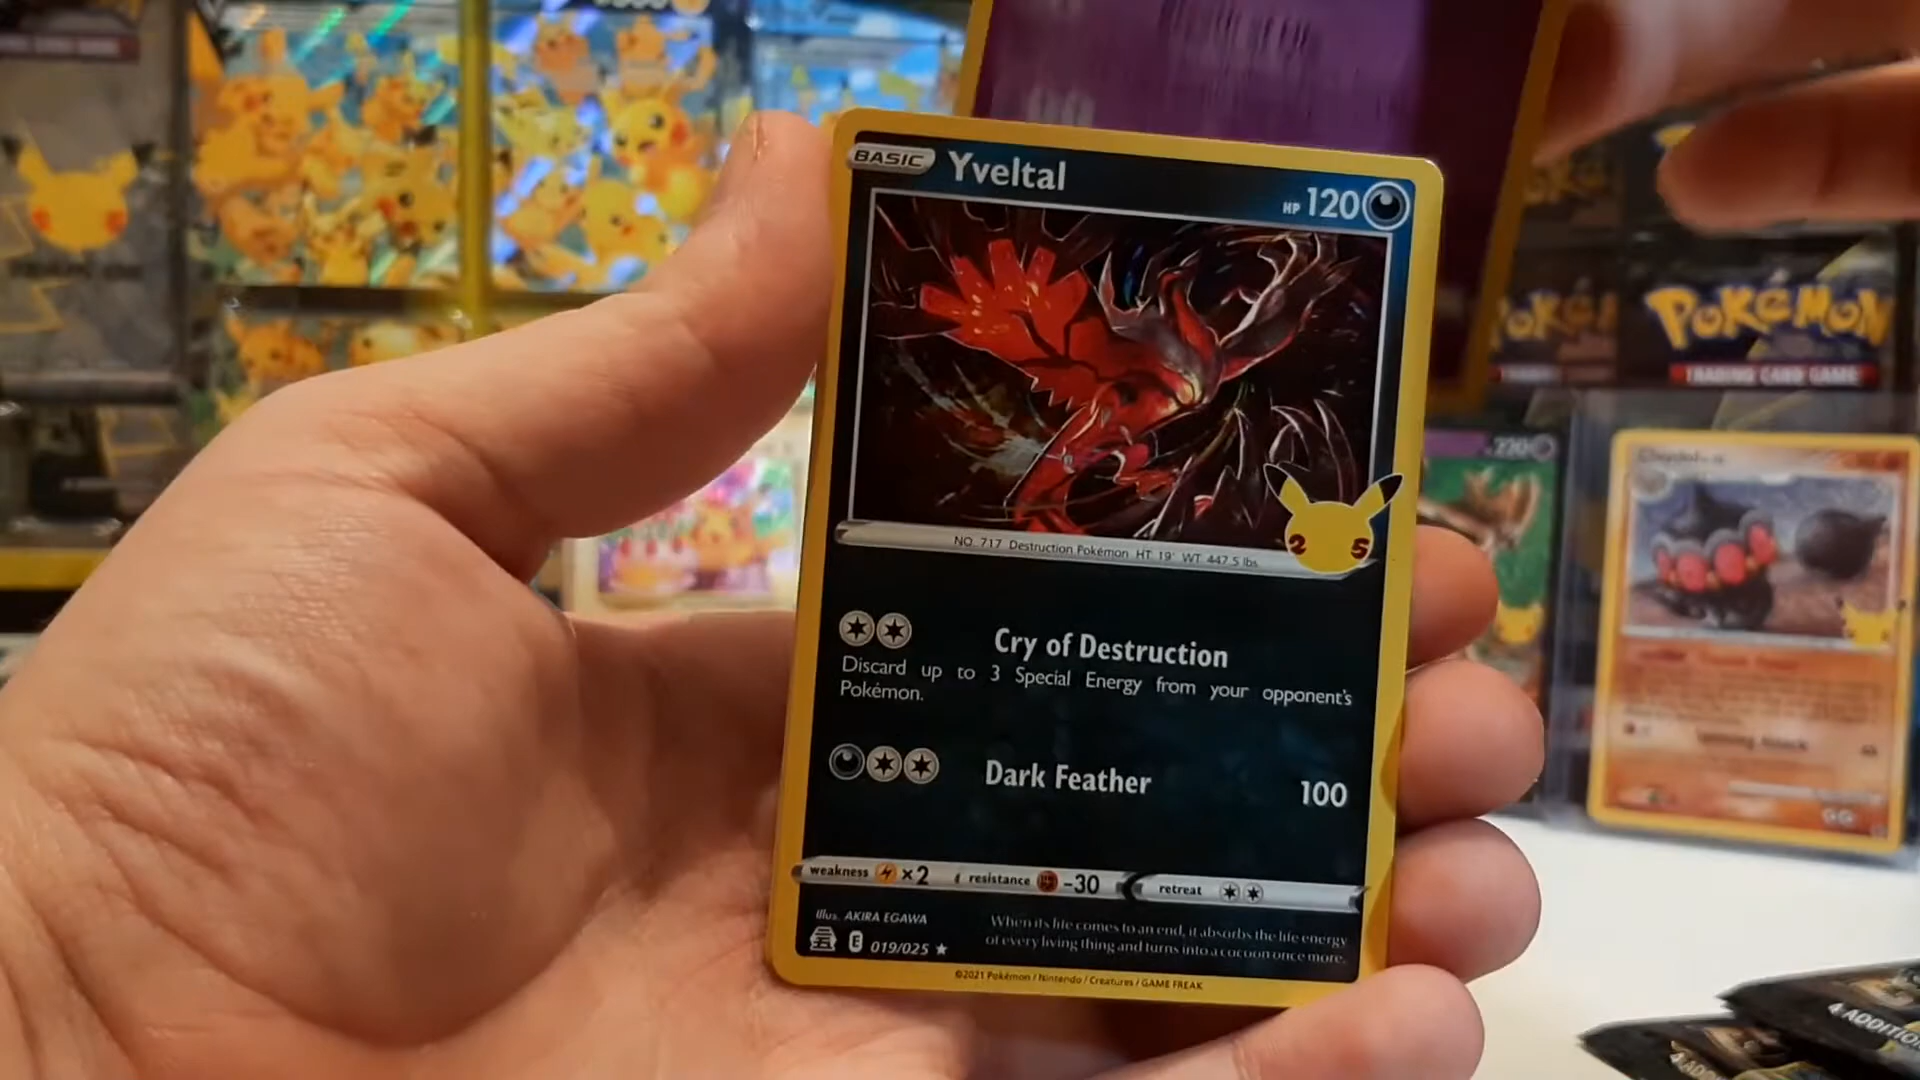 BASIC Yveltal HP 120
NO. 717 Destruction Pokémon HT: 19' WT: 447.5 lbs.
2 5
Cry of Destruction
Discard up to 3 Special Energy from your opponent's
Pokémon.
Dark Feather 100
weakness ×2 resistance -30 retreat
Illus. AKIRA EGAWA
When its life comes to an end, it absorbs the life energy
of every living thing and turns into a cocoon once more.
E 019/025
©2021 Pokémon / Nintendo / Creatures / GAME FREAK
POKÉMON
TRADING CARD GAME
220
4 ADDITIO